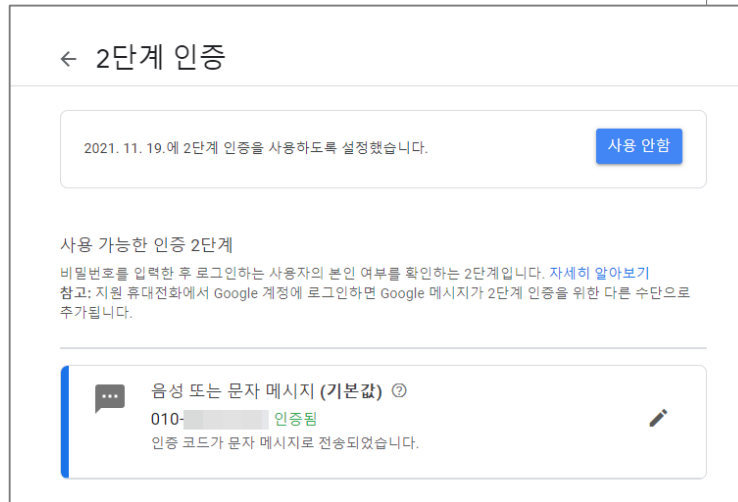 2단계 인증
2021. 11. 19.에 2단계 인증을 사용하도록 설정했습니다.
사용 안함
사용 가능한 인증 2단계
비밀번호를 입력한 후 로그인하는 사용자의 본인 여부를 확인하는 2단계입니다. 자세히 알아보기
참고: 지원 휴대전화에서 Google 계정에 로그인하면 Google 메시지가 2단계 인증을 위한 다른 수단으로
추가됩니다.
음성 또는 문자 메시지 (기본값)
010- 인증됨
인증 코드가 문자 메시지로 전송되었습니다.